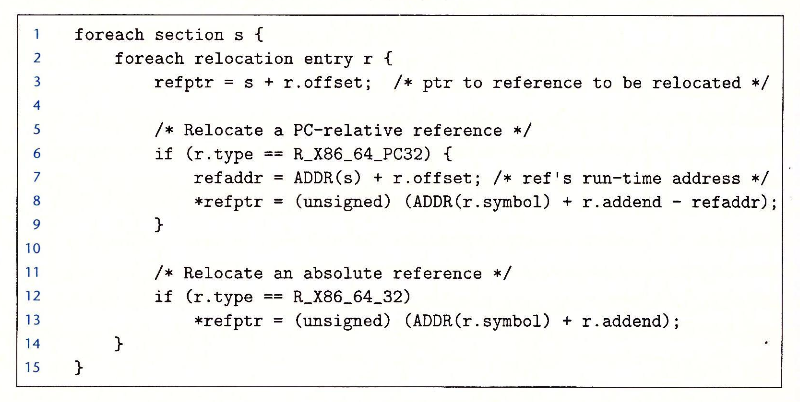 1 foreach section s {
2     foreach relocation entry r {
3         refptr = s + r.offset;  /* ptr to reference to be relocated */
4
5         /* Relocate a PC-relative reference */
6         if (r.type == R_X86_64_PC32) {
7             refaddr = ADDR(s) + r.offset; /* ref's run-time address */
8             *refptr = (unsigned) (ADDR(r.symbol) + r.addend - refaddr);
9         }
10
11         /* Relocate an absolute reference */
12         if (r.type == R_X86_64_32)
13             *refptr = (unsigned) (ADDR(r.symbol) + r.addend);
14     }
15 }